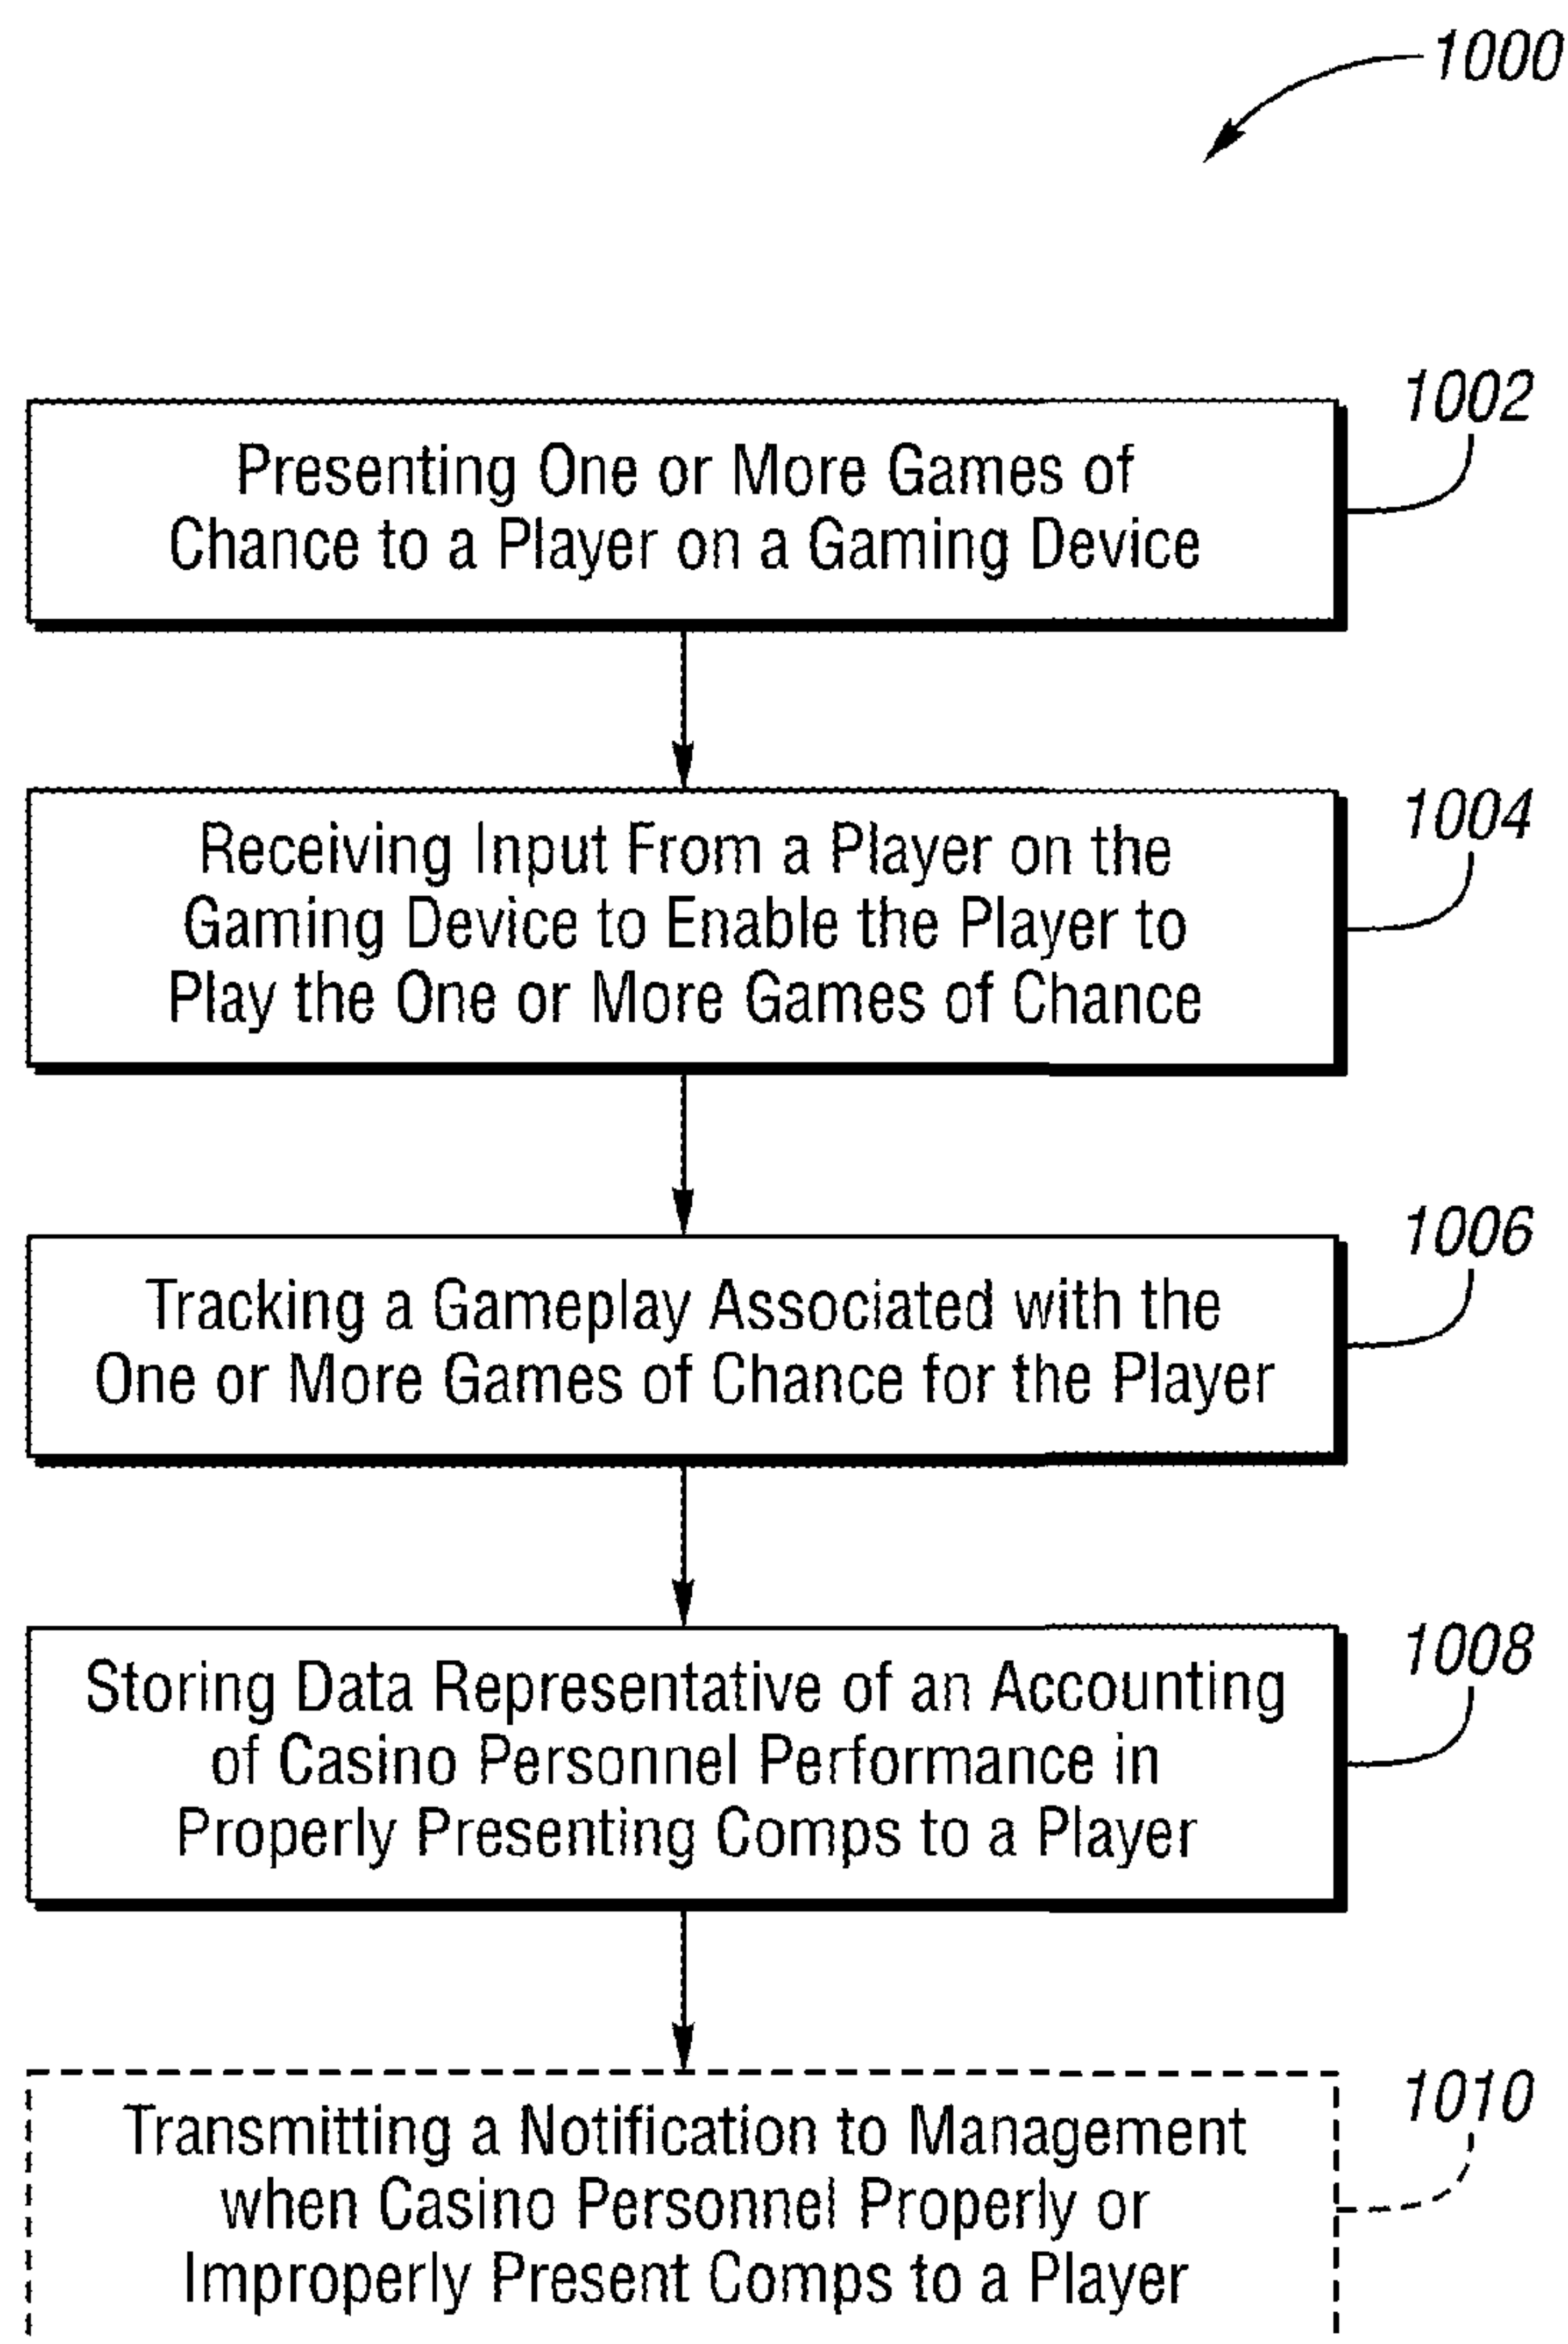 1000
1002
Presenting One or More Games of
Chance to a Player on a Gaming Device
1004
Receiving Input From a Player on the
Gaming Device to Enable the Player to
Play the One or More Games of Chance
1006
Tracking a Gameplay Associated with the
One or More Games of Chance for the Player
1008
Storing Data Representative of an Accounting
of Casino Personnel Performance in
Properly Presenting Comps to a Player
1010
Transmitting a Notification to Management
when Casino Personnel Properly or
Improperly Present Comps to a Player